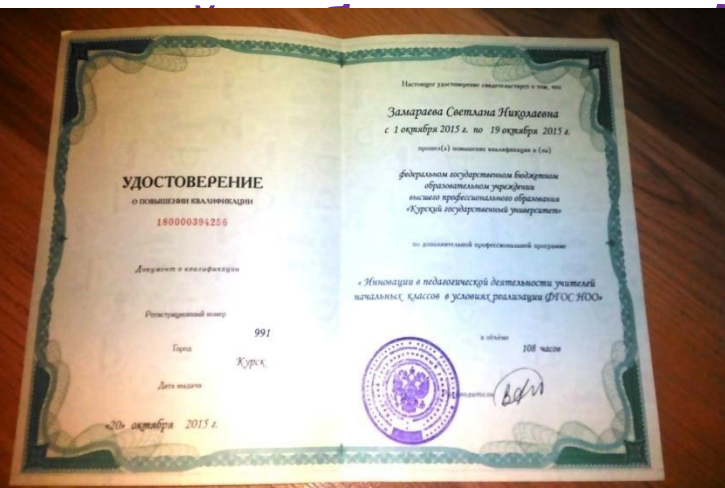 УДОСТОВЕРЕНИЕ
О ПОВЫШЕНИИ КВАЛИФИКАЦИИ
180000394256
Документ о квалификации
Регистрационный номер
991
Город
Курск
Дата выдачи
«20» октября 2015 г.
Настоящее удостоверение свидетельствует о том, что
Замараева Светлана Николаевна
с 1 октября 2015 г. по 19 октября 2015 г.
прошел(а) повышение квалификации в (на)
федеральном государственном бюджетном
образовательном учреждении
высшего профессионального образования
«Курский государственный университет»
по дополнительной профессиональной программе
«Инновации в педагогической деятельности учителей
начальных классов в условиях реализации ФГОС НОО»
в объёме
108 часов